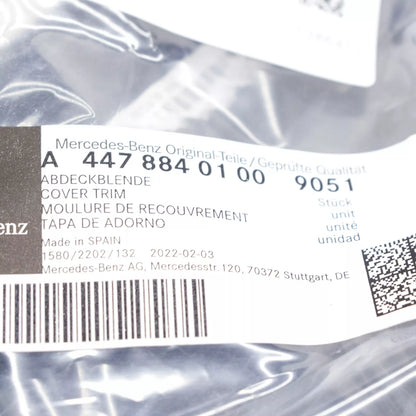 Mercedes-Benz Original-Teile/Geprüfte Qualität
A 447 884 01 00 9051
ABDECKBLENDE Stück
COVER TRIM unit
MOULURE DE RECOUVREMENT unité
TAPA DE ADORNO unidad
Made in SPAIN
1580/2202/132 2022-02-03
Mercedes-Benz AG, Mercedesstr.120, 70372 Stuttgart, DE
enz